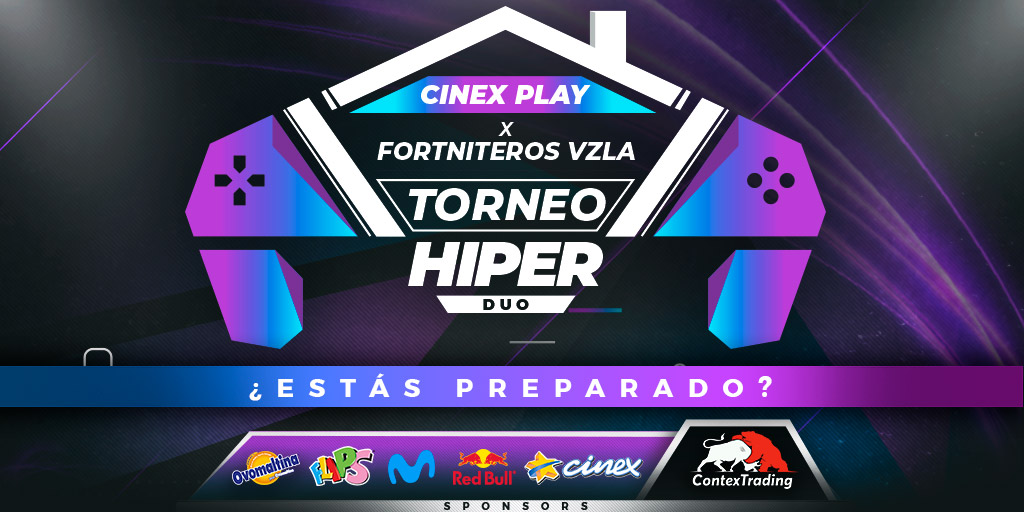 CINEX PLAY
X
FORTNITEROS VZLA
TORNEO
HIPER
DUO
¿ESTÁS PREPARADO?
Ovomaltina FLIPS Red Bull cinex ContexTrading
SPONSORS